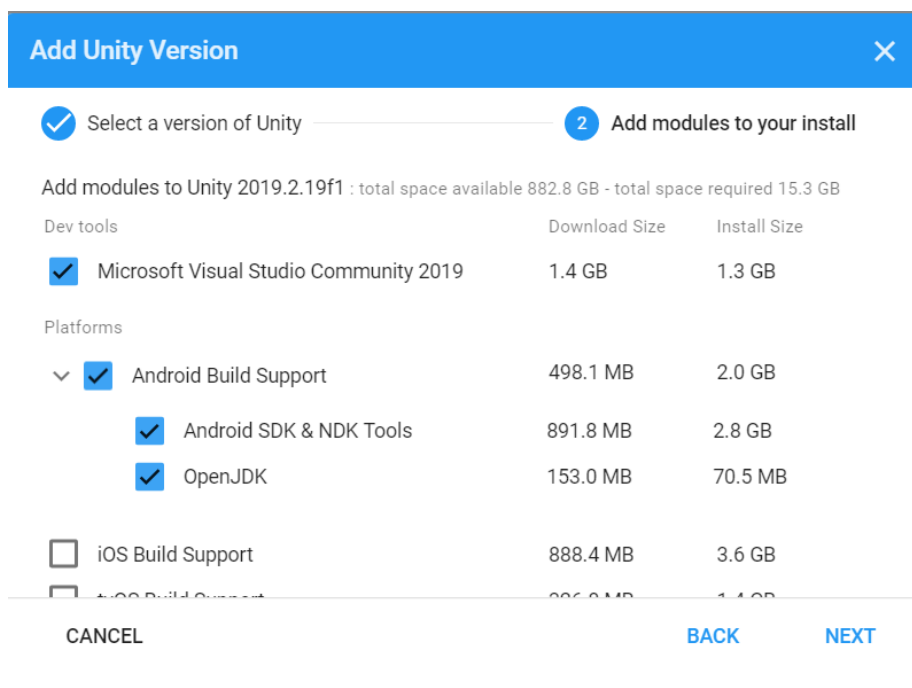 Add Unity Version
Select a version of Unity 2 Add modules to your install
Add modules to Unity 2019.2.19f1 : total space available 882.8 GB - total space required 15.3 GB
Dev tools Download Size Install Size
Microsoft Visual Studio Community 2019 1.4 GB 1.3 GB
Platforms
Android Build Support 498.1 MB 2.0 GB
Android SDK & NDK Tools 891.8 MB 2.8 GB
OpenJDK 153.0 MB 70.5 MB
iOS Build Support 888.4 MB 3.6 GB
tvOS Build Support
CANCEL BACK NEXT